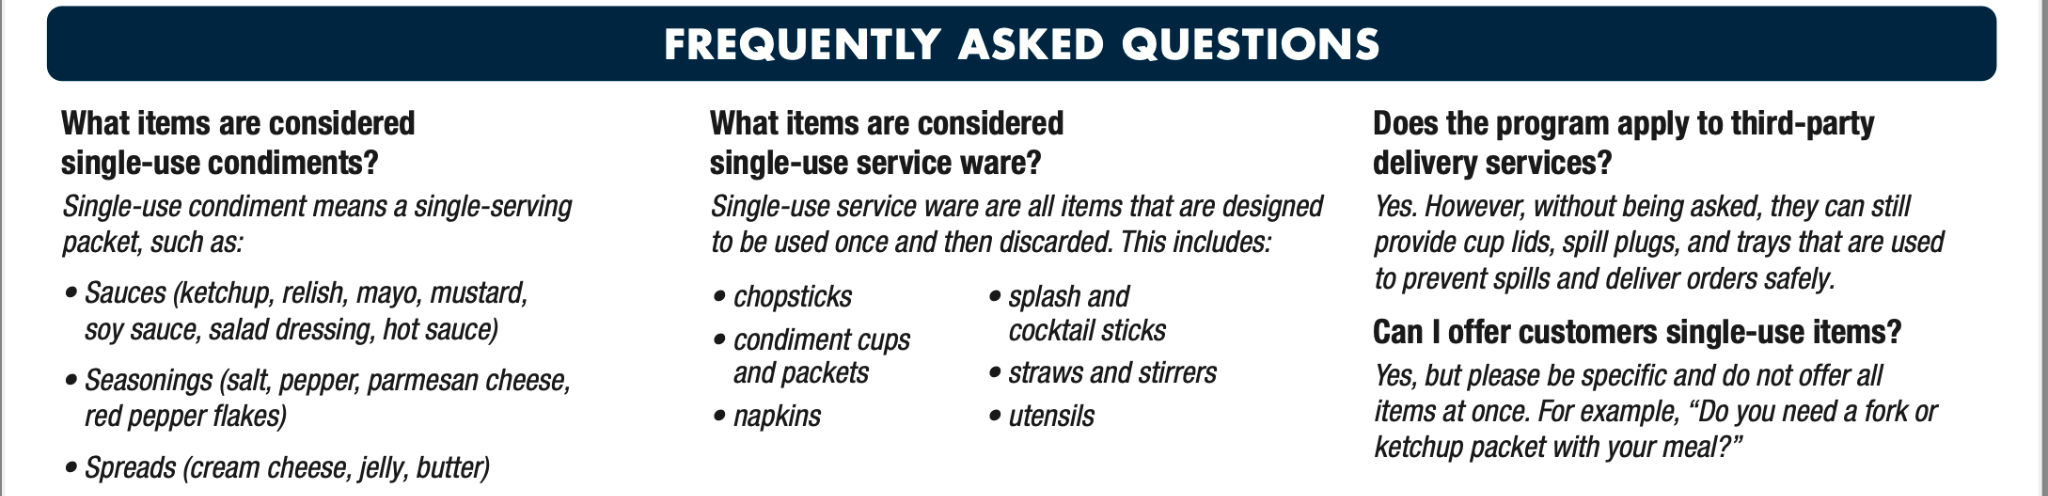 FREQUENTLY ASKED QUESTIONS
What items are considered
single-use condiments?
Single-use condiment means a single-serving
packet, such as:
• Sauces (ketchup, relish, mayo, mustard,
soy sauce, salad dressing, hot sauce)
• Seasonings (salt, pepper, parmesan cheese,
red pepper flakes)
• Spreads (cream cheese, jelly, butter)
What items are considered
single-use service ware?
Single-use service ware are all items that are designed
to be used once and then discarded. This includes:
• chopsticks
• condiment cups
and packets
• napkins
• splash and
cocktail sticks
• straws and stirrers
• utensils
Does the program apply to third-party
delivery services?
Yes. However, without being asked, they can still
provide cup lids, spill plugs, and trays that are used
to prevent spills and deliver orders safely.
Can I offer customers single-use items?
Yes, but please be specific and do not offer all
items at once. For example, “Do you need a fork or
ketchup packet with your meal?”